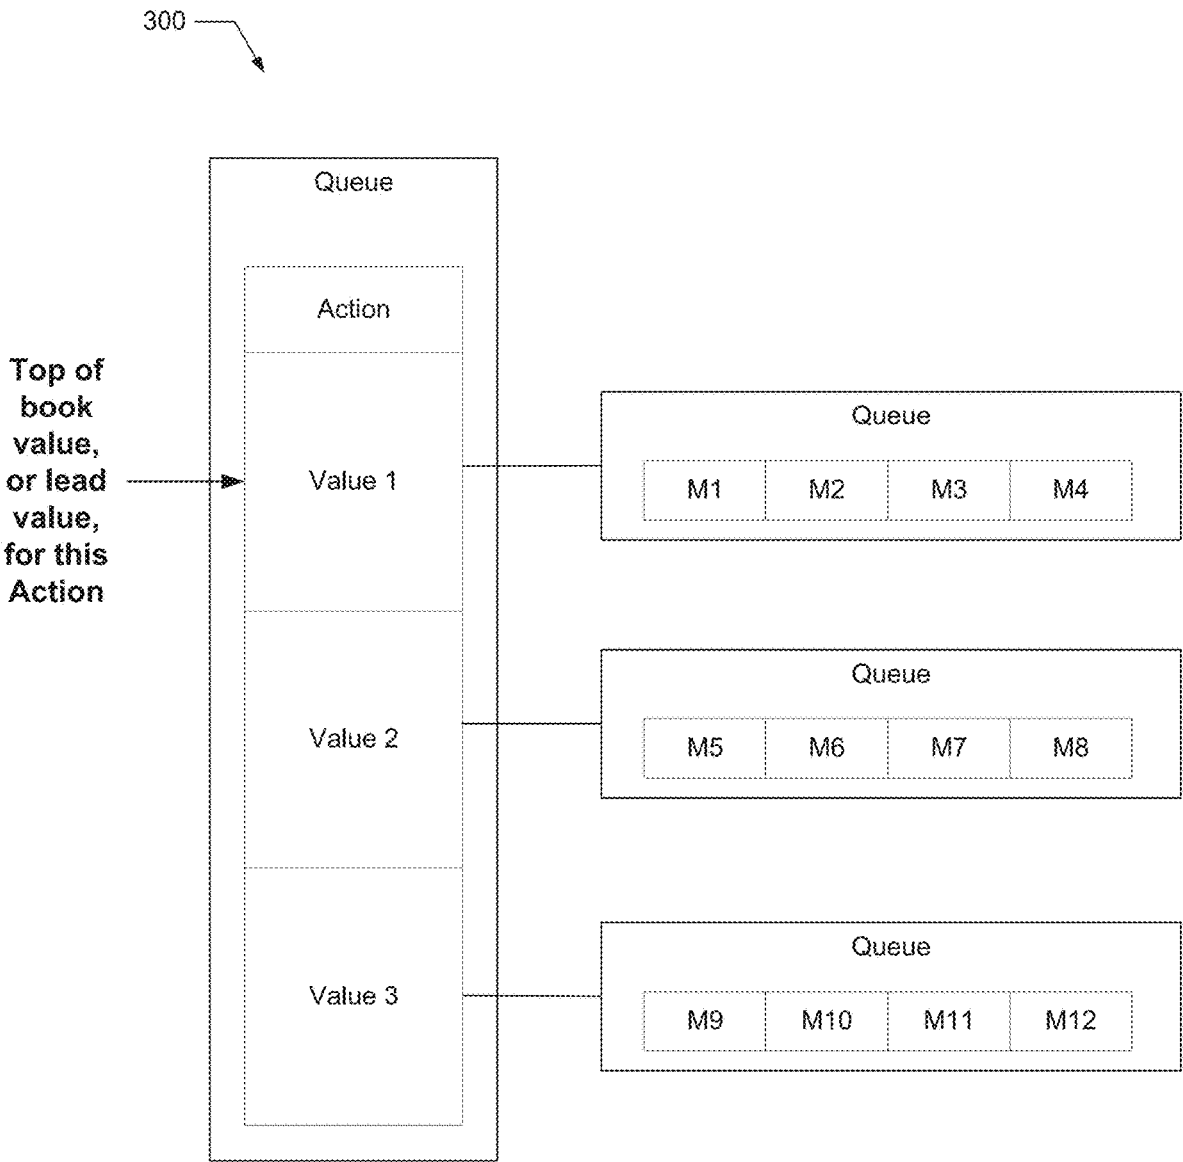 300
Queue
Action
Top of
book
value,
or lead
value,
for this
Action
Value 1
Queue
M1 M2 M3 M4
Value 2
Queue
M5 M6 M7 M8
Value 3
Queue
M9 M10 M11 M12